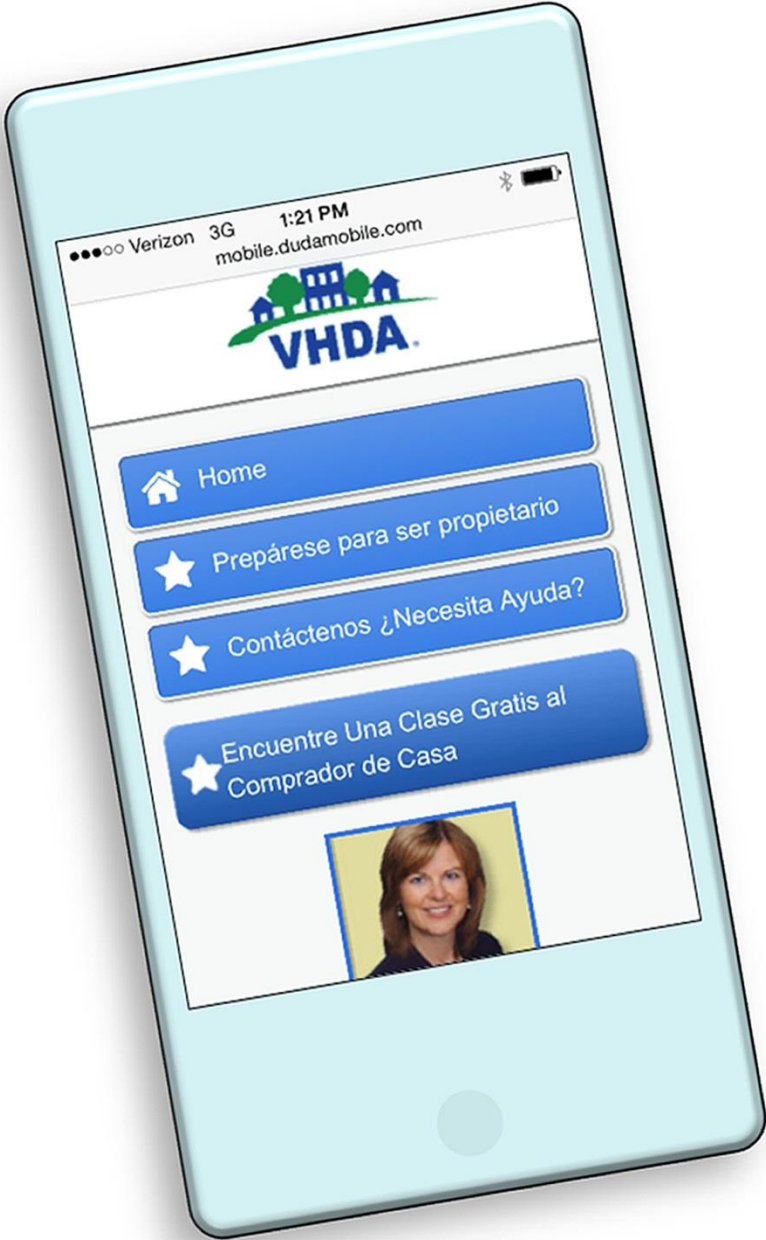 Verizon 3G 1:21 PM
mobile.dudamobile.com
VHDA
Home
Prepárese para ser propietario
Contáctenos ¿Necesita Ayuda?
Encuentre Una Clase Gratis al
Comprador de Casa